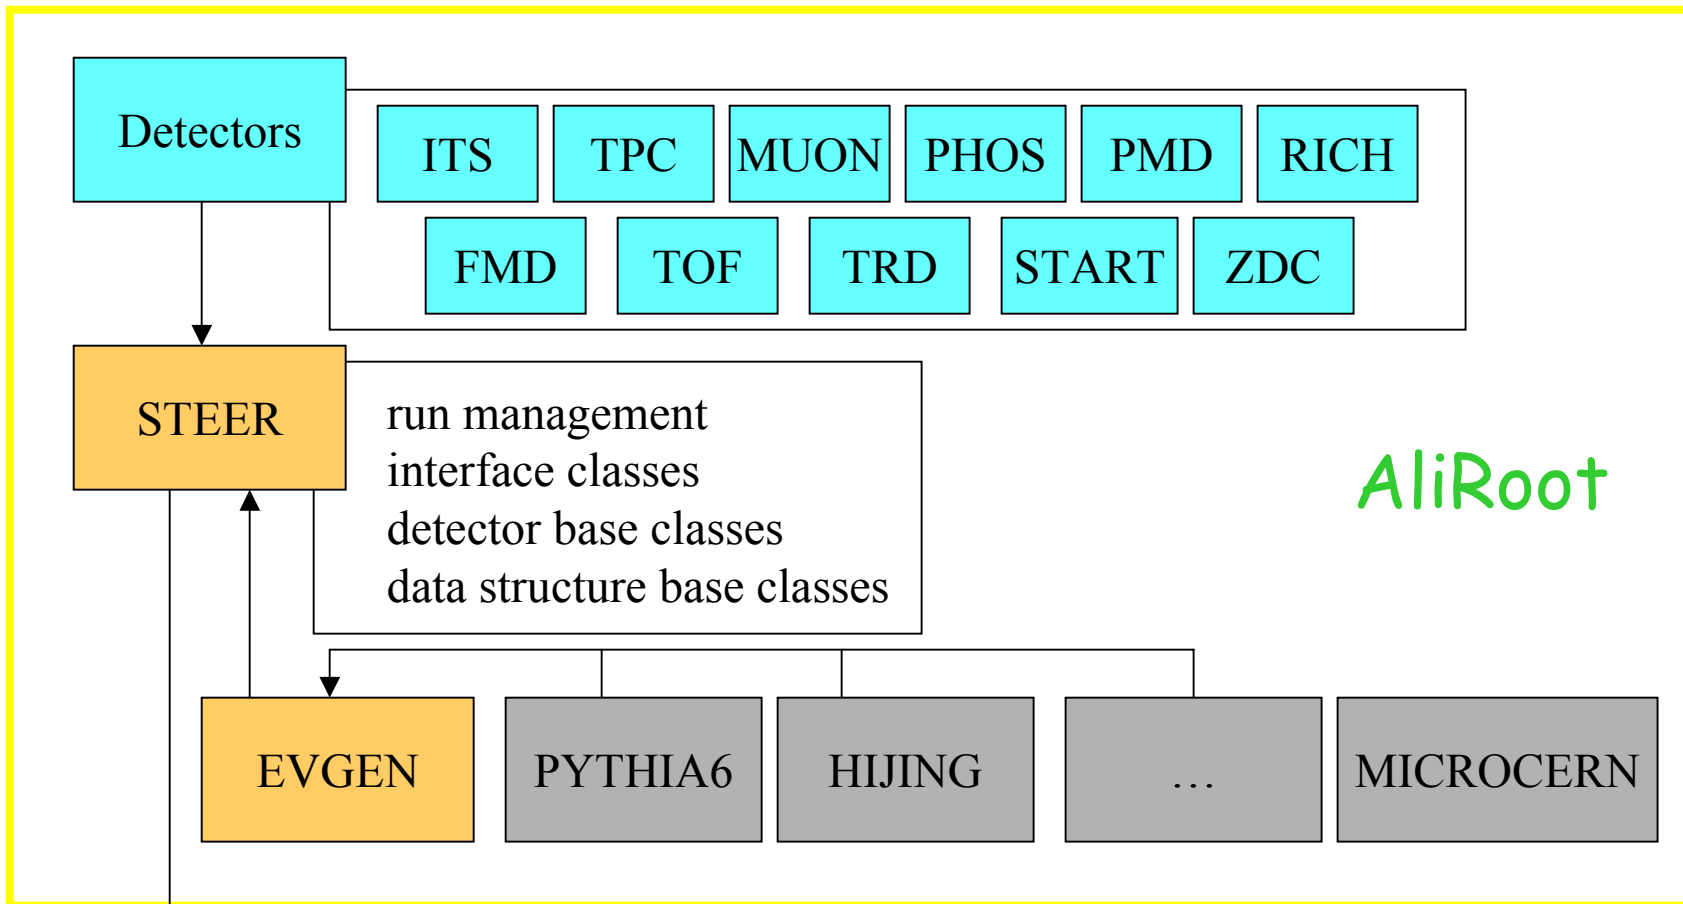 Detectors
ITS TPC MUON PHOS PMD RICH
FMD TOF TRD START ZDC
STEER
run management
interface classes
detector base classes
data structure base classes
AliRoot
EVGEN PYTHIA6 HIJING … MICROCERN